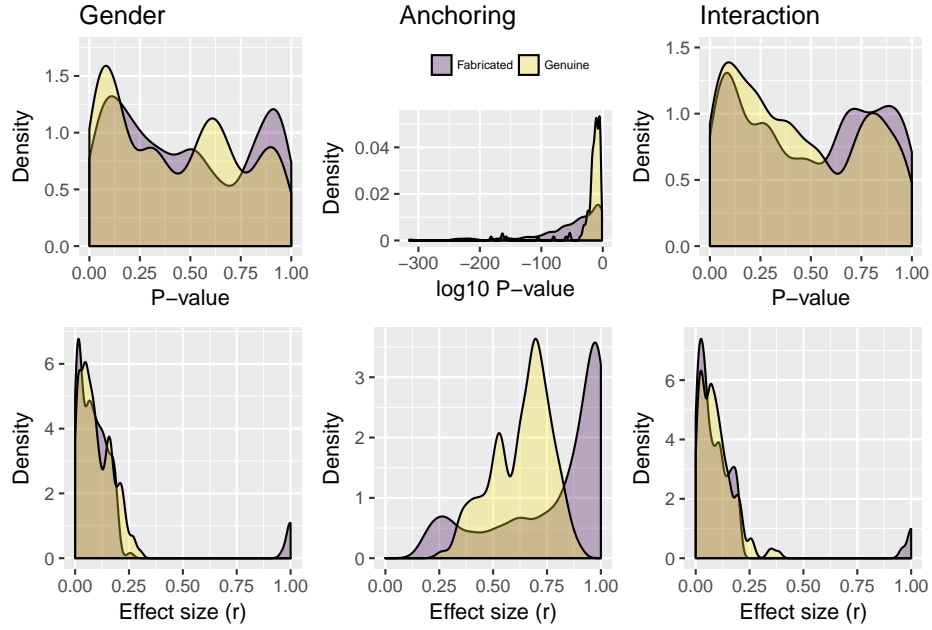 Gender
Anchoring
Interaction
Fabricated Genuine
Density
1.5
1.0
0.5
0.0
0.00 0.25 0.50 0.75 1.00
P−value
Density
0.04
0.02
0
−300 −200 −100 0
log10 P−value
Density
1.5
1.0
0.5
0.0
0.00 0.25 0.50 0.75 1.00
P−value
Density
6
4
2
0
0.00 0.25 0.50 0.75 1.00
Effect size (r)
Density
3
2
1
0
0.00 0.25 0.50 0.75 1.00
Effect size (r)
Density
6
4
2
0
0.00 0.25 0.50 0.75 1.00
Effect size (r)